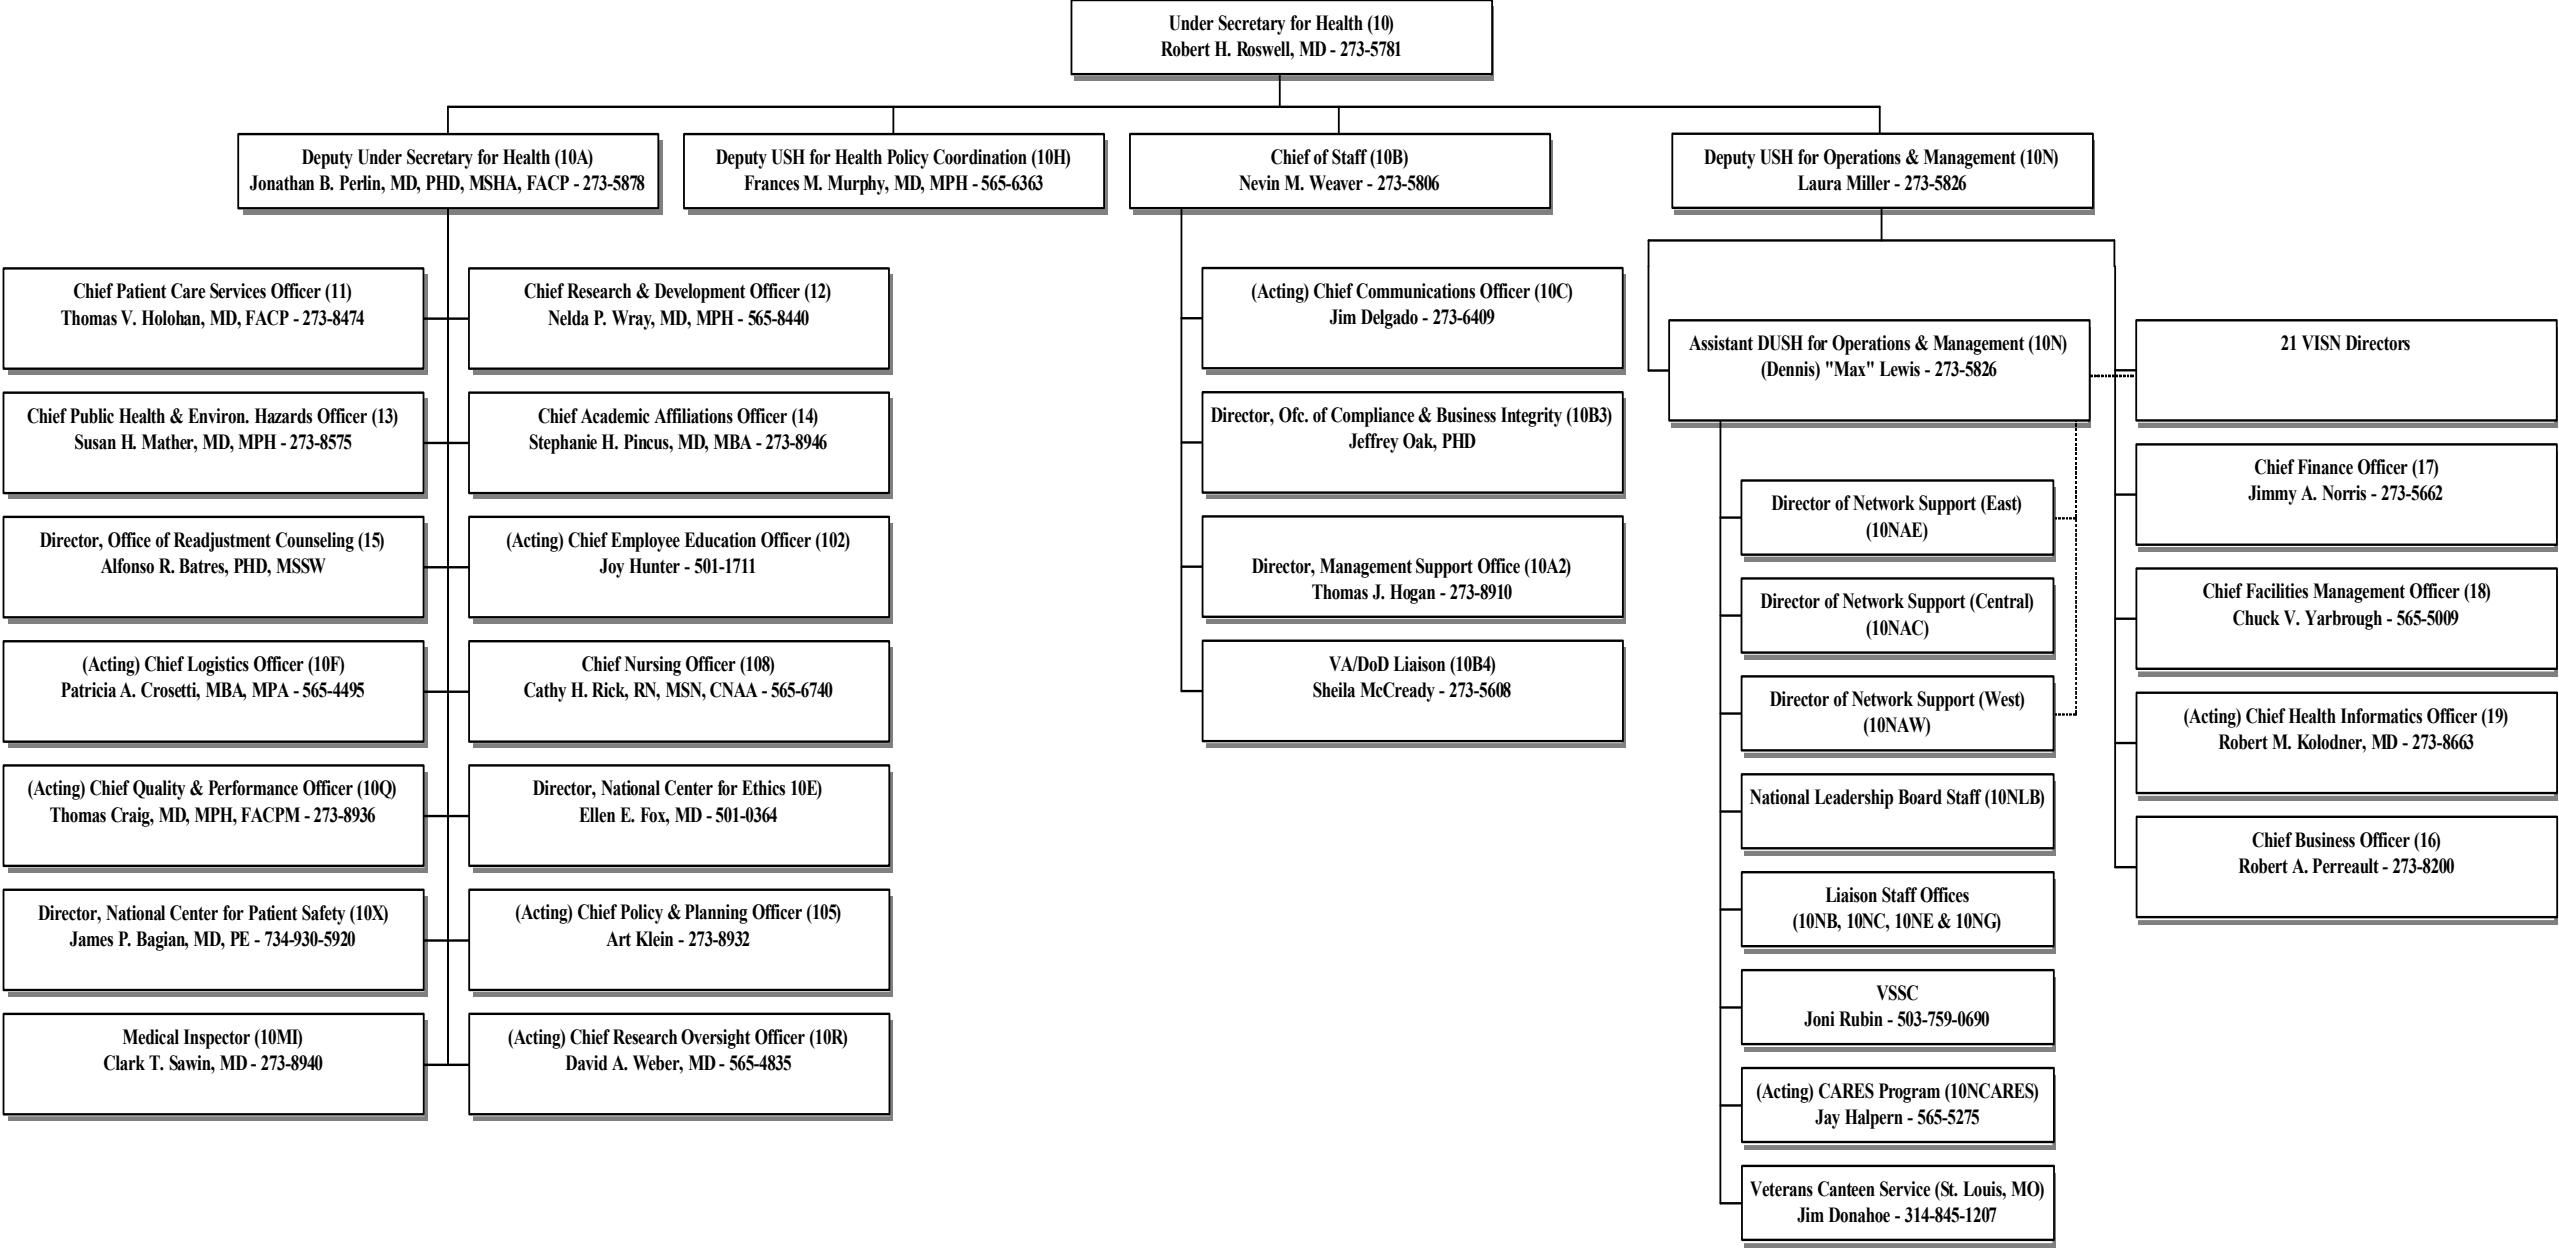 Under Secretary for Health (10)
Robert H. Roswell, MD - 273-5781
Deputy Under Secretary for Health (10A)
Jonathan B. Perlin, MD, PHD, MSHA, FACP - 273-5878
Deputy USH for Health Policy Coordination (10H)
Frances M. Murphy, MD, MPH - 565-6363
Chief of Staff (10B)
Nevin M. Weaver - 273-5806
Deputy USH for Operations & Management (10N)
Laura Miller - 273-5826
Chief Patient Care Services Officer (11)
Thomas V. Holohan, MD, FACP - 273-8474
Chief Research & Development Officer (12)
Nelda P. Wray, MD, MPH - 565-8440
Chief Public Health & Environ. Hazards Officer (13)
Susan H. Mather, MD, MPH - 273-8575
Chief Academic Affiliations Officer (14)
Stephanie H. Pincus, MD, MBA - 273-8946
Director, Office of Readjustment Counseling (15)
Alfonso R. Batres, PHD, MSSW
(Acting) Chief Employee Education Officer (102)
Joy Hunter - 501-1711
(Acting) Chief Logistics Officer (10F)
Patricia A. Crosetti, MBA, MPA - 565-4495
Chief Nursing Officer (108)
Cathy H. Rick, RN, MSN, CNAA - 565-6740
(Acting) Chief Quality & Performance Officer (10Q)
Thomas Craig, MD, MPH, FACPM - 273-8936
Director, National Center for Ethics 10E)
Ellen E. Fox, MD - 501-0364
Director, National Center for Patient Safety (10X)
James P. Bagian, MD, PE - 734-930-5920
(Acting) Chief Policy & Planning Officer (105)
Art Klein - 273-8932
Medical Inspector (10MI)
Clark T. Sawin, MD - 273-8940
(Acting) Chief Research Oversight Officer (10R)
David A. Weber, MD - 565-4835
(Acting) Chief Communications Officer (10C)
Jim Delgado - 273-6409
Director, Ofc. of Compliance & Business Integrity (10B3)
Jeffrey Oak, PHD
Director, Management Support Office (10A2)
Thomas J. Hogan - 273-8910
VA/DoD Liaison (10B4)
Sheila McCready - 273-5608
Assistant DUSH for Operations & Management (10N)
(Dennis) "Max" Lewis - 273-5826
Director of Network Support (East)
(10NAE)
Director of Network Support (Central)
(10NAC)
Director of Network Support (West)
(10NAW)
National Leadership Board Staff (10NLB)
Liaison Staff Offices
(10NB, 10NC, 10NE & 10NG)
VSSC
Joni Rubin - 503-759-0690
(Acting) CARES Program (10NCARES)
Jay Halpern - 565-5275
Veterans Canteen Service (St. Louis, MO)
Jim Donahoe - 314-845-1207
21 VISN Directors
Chief Finance Officer (17)
Jimmy A. Norris - 273-5662
Chief Facilities Management Officer (18)
Chuck V. Yarbrough - 565-5009
(Acting) Chief Health Informatics Officer (19)
Robert M. Kolodner, MD - 273-8663
Chief Business Officer (16)
Robert A. Perreault - 273-8200